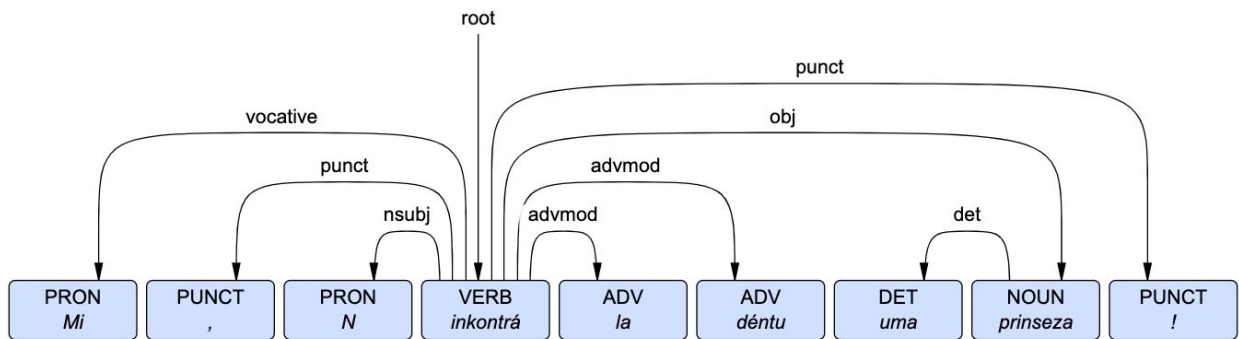 root
punct
vocative obj
punct advmod
nsubj advmod det
PRON PUNCT PRON VERB ADV ADV DET NOUN PUNCT
Mi , N inkontrá la déntu uma prinseza !